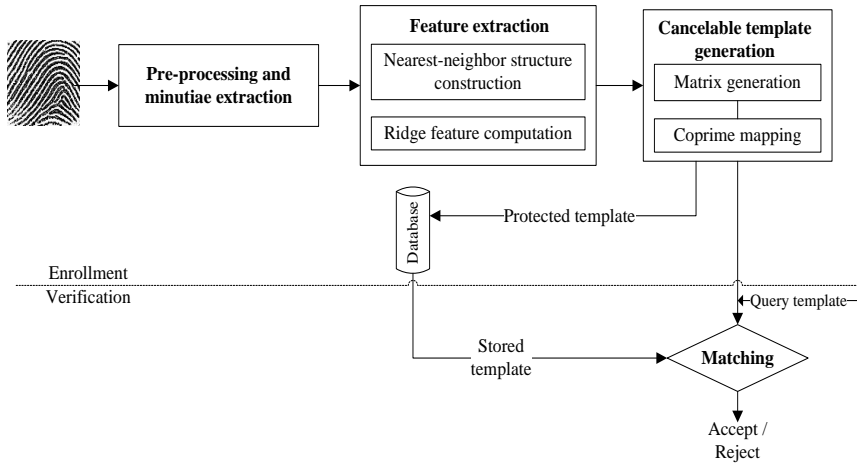 Pre-processing and
minutiae extraction
Feature extraction
Nearest-neighbor structure
construction
Ridge feature computation
Cancelable template
generation
Matrix generation
Coprime mapping
Database
Protected template
Enrollment
Verification
Query template
Stored
template
Matching
Accept /
Reject